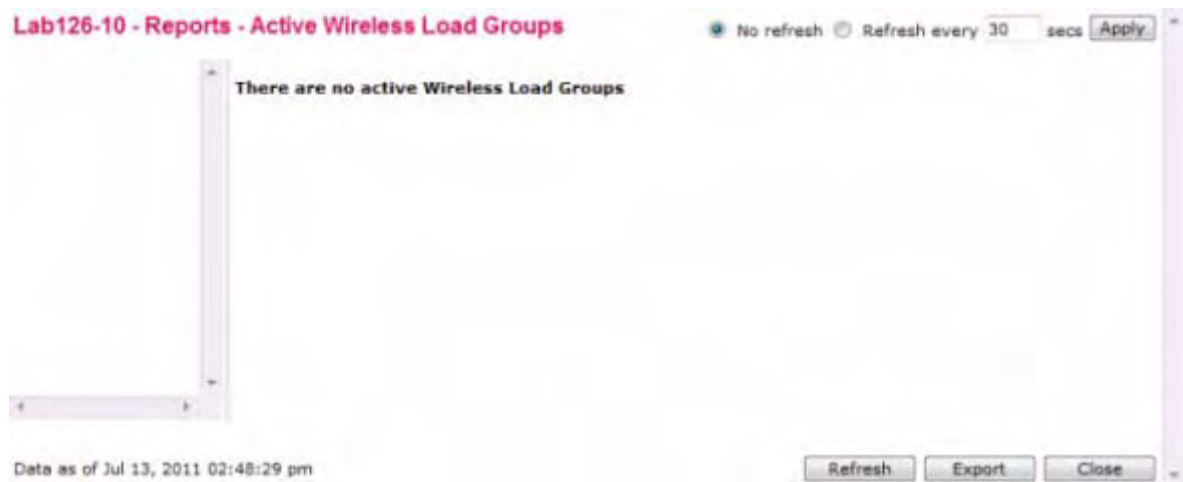 Lab126-10 - Reports - Active Wireless Load Groups
No refresh Refresh every 30 secs Apply
There are no active Wireless Load Groups
Data as of Jul 13, 2011 02:48:29 pm
Refresh Export Close